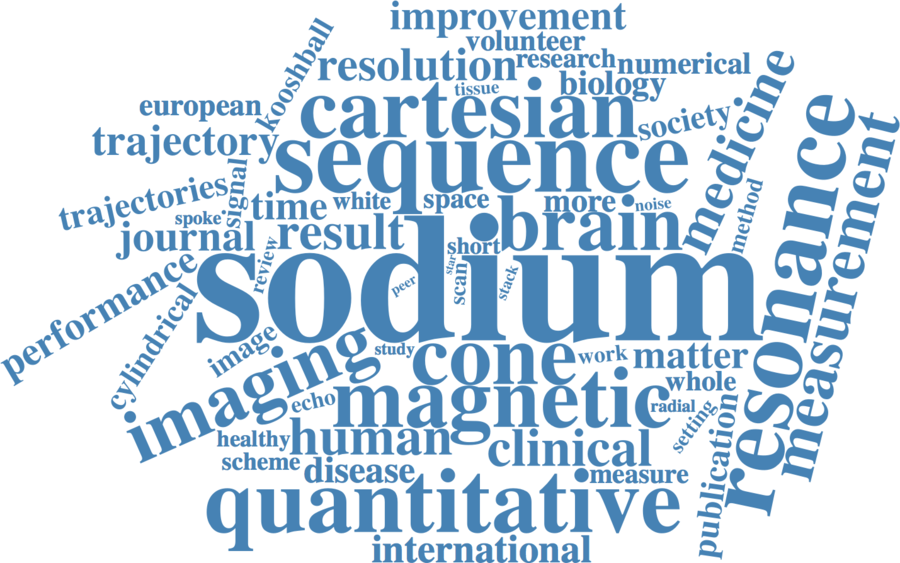 improvement
volunteer
kooshball
resolution
research
numerical
tissue
biology
medicine
european
cartesian
society
resonance
trajectory
sequence
measurement
trajectories
signal
time
white
space
more
noise
method
spoke
journal
result
short
brain
review
sodium
peer
star
scan
stack
performance
cylindrical
image
imaging
study
cone
work
matter
whole
echo
magnetic
radial
setting
publication
healthy
human
clinical
scheme
disease
measure
quantitative
international